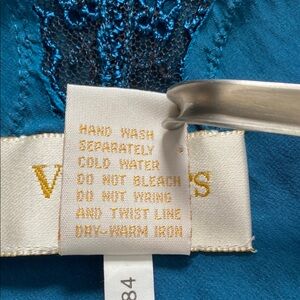 HAND WASH
SEPARATELY
COLD WATER
DO NOT BLEACH
DO NOT WRING
AND TWIST LINE
DRY-WARM IRON
84